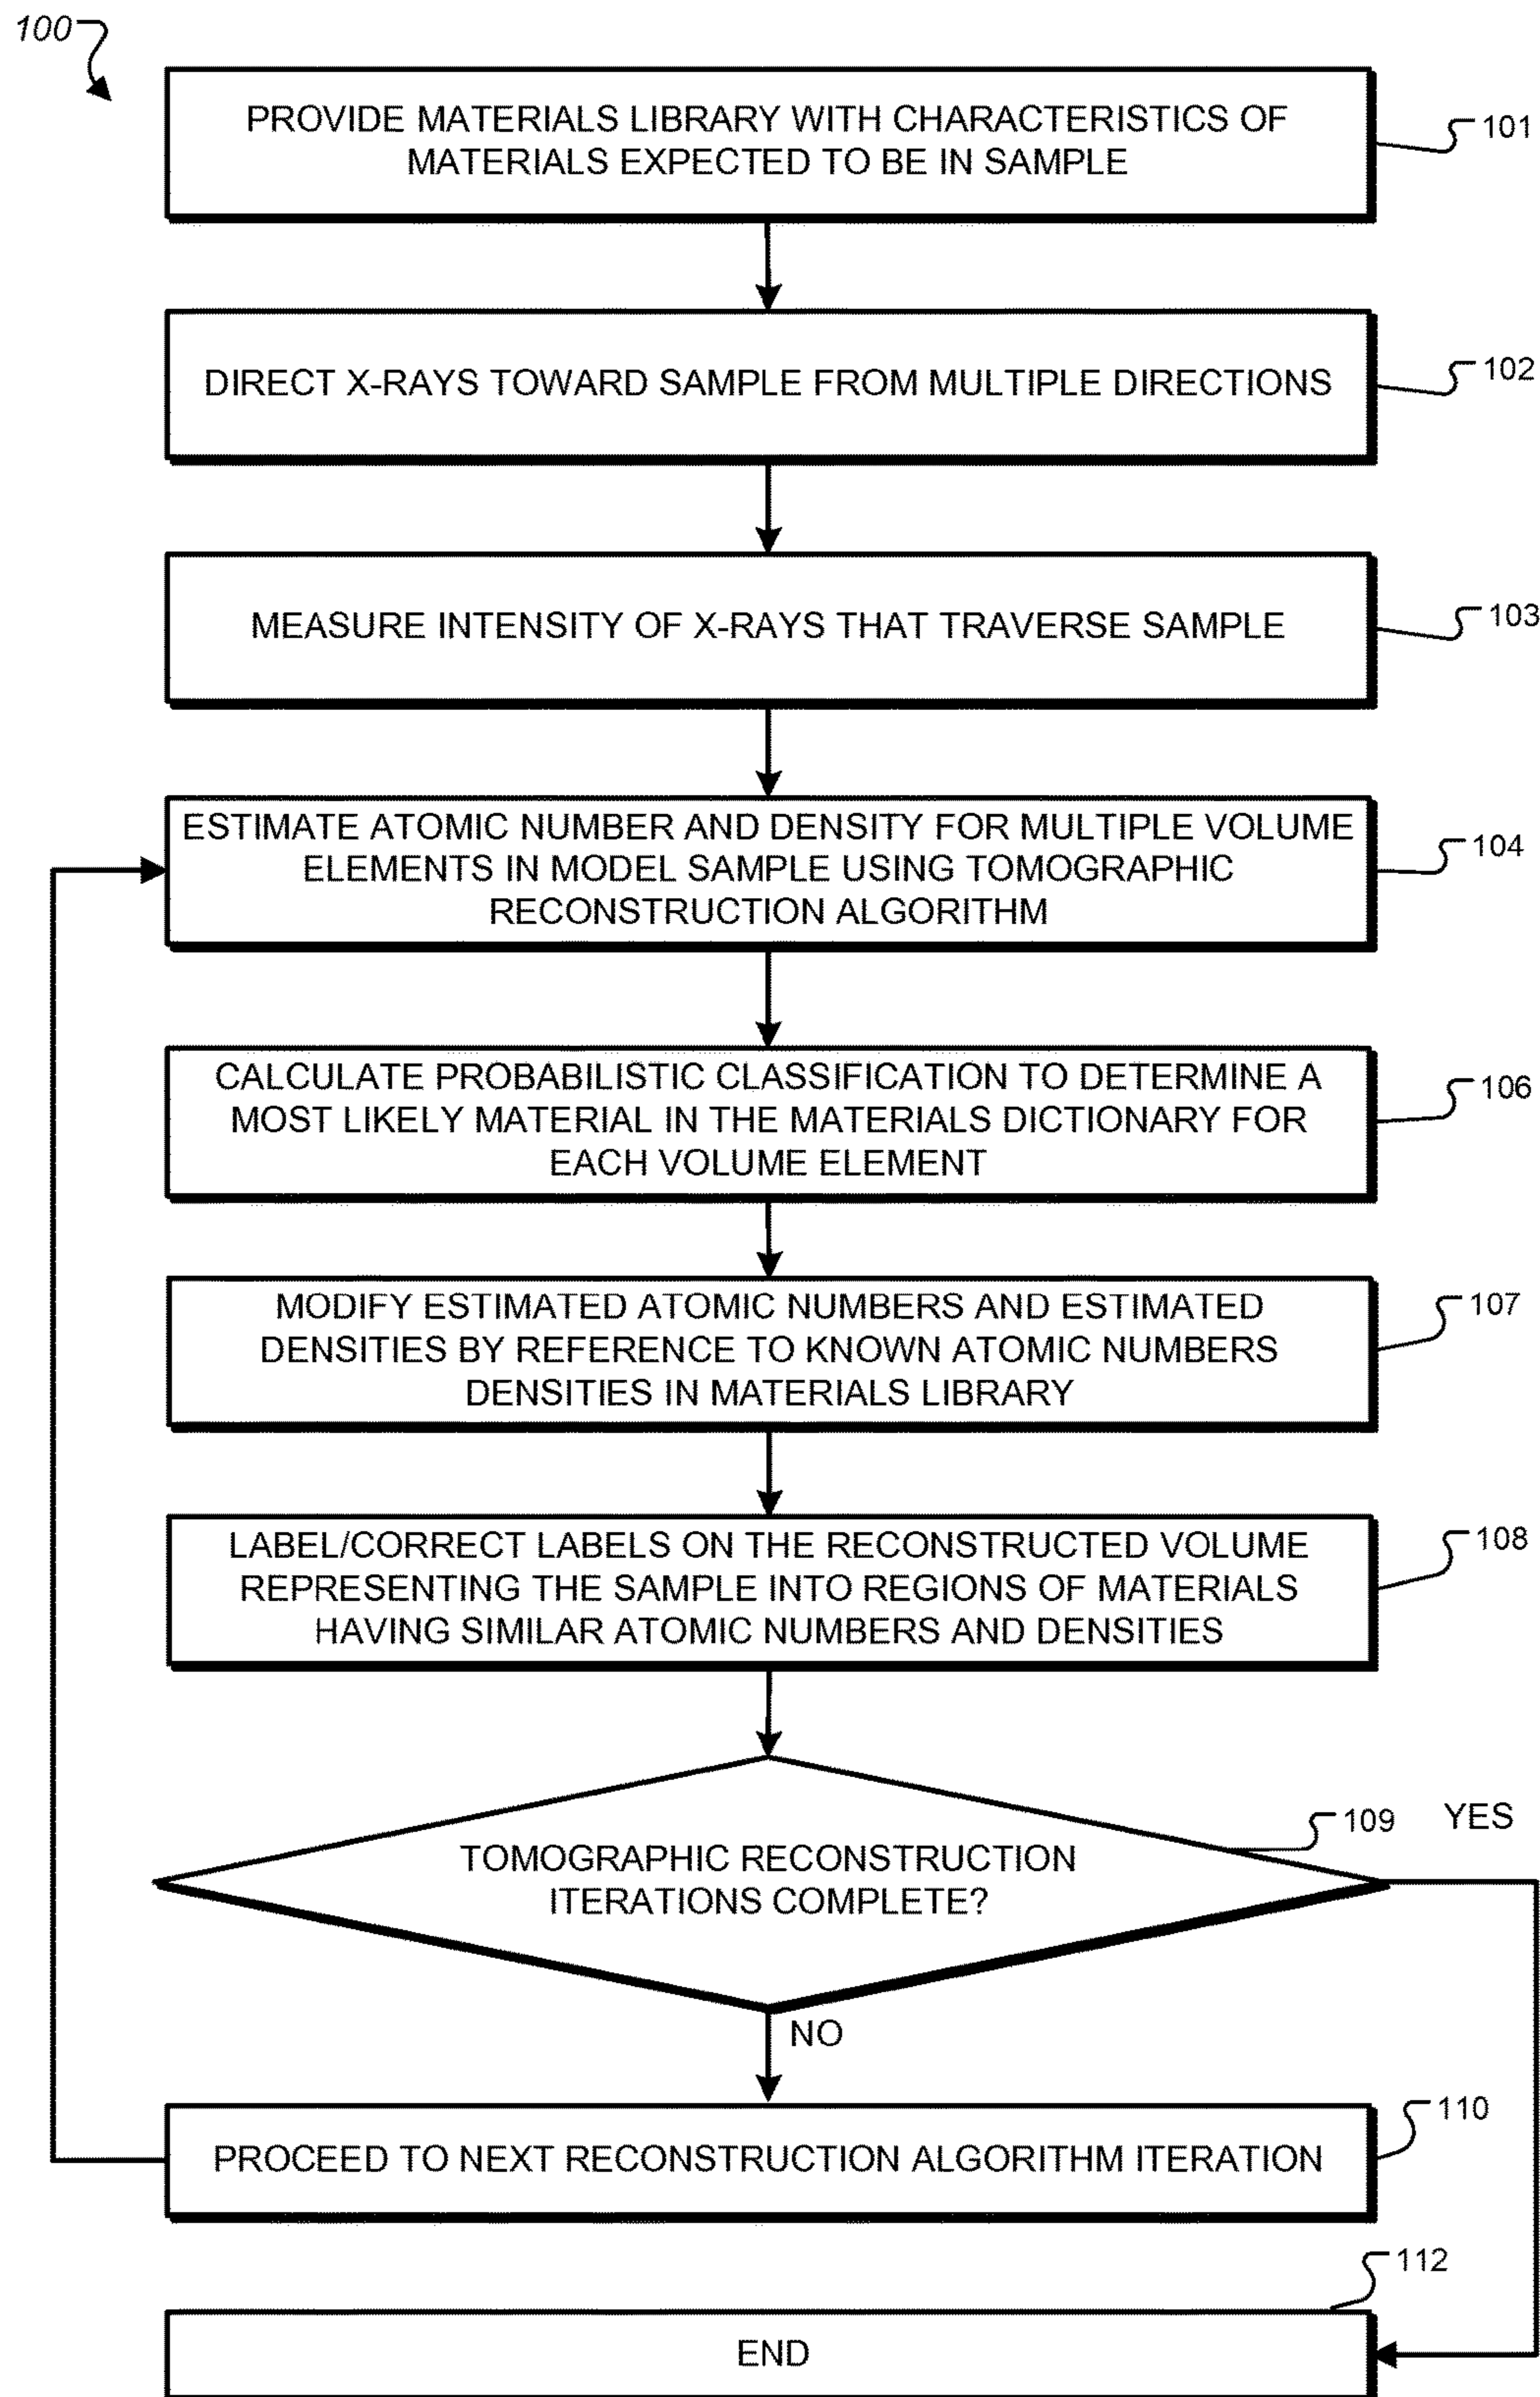 100
PROVIDE MATERIALS LIBRARY WITH CHARACTERISTICS OF
MATERIALS EXPECTED TO BE IN SAMPLE
101
DIRECT X-RAYS TOWARD SAMPLE FROM MULTIPLE DIRECTIONS
102
MEASURE INTENSITY OF X-RAYS THAT TRAVERSE SAMPLE
103
ESTIMATE ATOMIC NUMBER AND DENSITY FOR MULTIPLE VOLUME
ELEMENTS IN MODEL SAMPLE USING TOMOGRAPHIC
RECONSTRUCTION ALGORITHM
104
CALCULATE PROBABILISTIC CLASSIFICATION TO DETERMINE A
MOST LIKELY MATERIAL IN THE MATERIALS DICTIONARY FOR
EACH VOLUME ELEMENT
106
MODIFY ESTIMATED ATOMIC NUMBERS AND ESTIMATED
DENSITIES BY REFERENCE TO KNOWN ATOMIC NUMBERS
DENSITIES IN MATERIALS LIBRARY
107
LABEL/CORRECT LABELS ON THE RECONSTRUCTED VOLUME
REPRESENTING THE SAMPLE INTO REGIONS OF MATERIALS
HAVING SIMILAR ATOMIC NUMBERS AND DENSITIES
108
TOMOGRAPHIC RECONSTRUCTION
ITERATIONS COMPLETE?
109
YES
NO
PROCEED TO NEXT RECONSTRUCTION ALGORITHM ITERATION
110
112
END